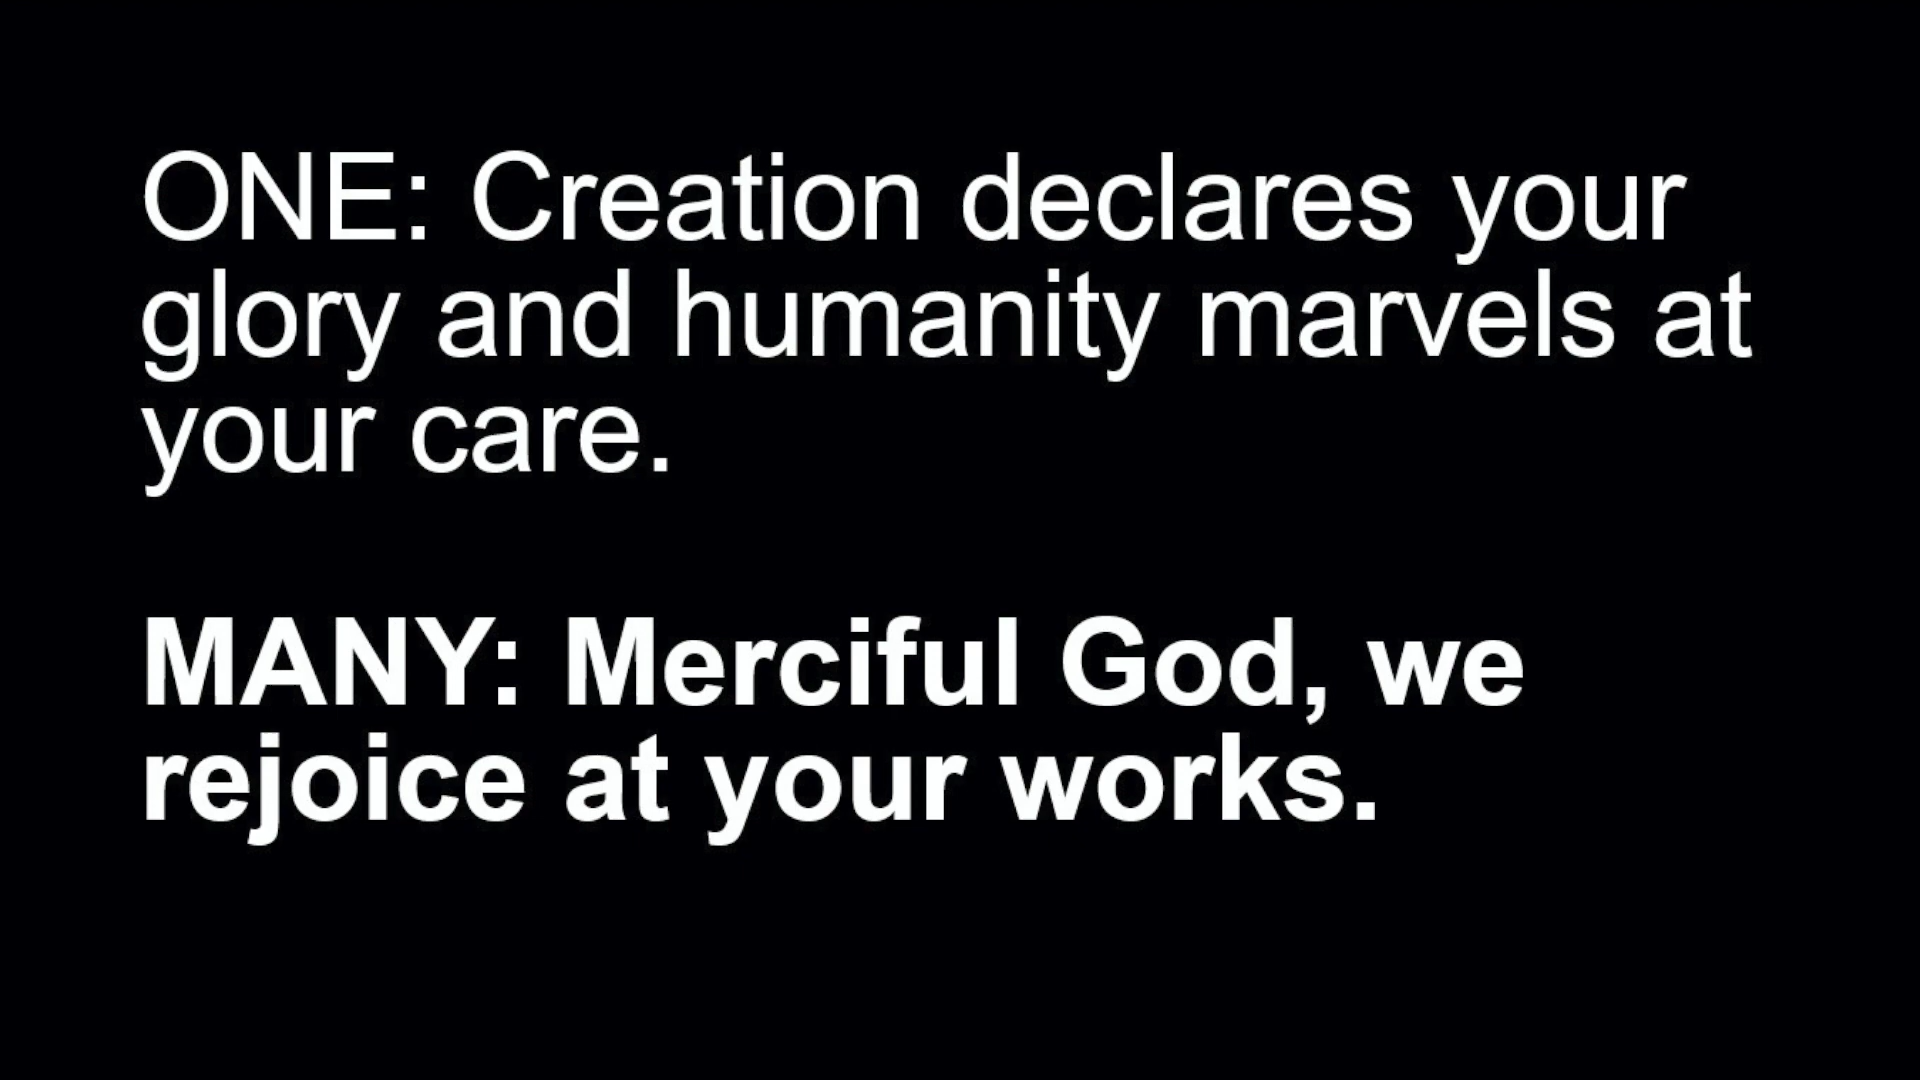 ONE: Creation declares your
glory and humanity marvels at
your care.
MANY: Merciful God, we
rejoice at your works.